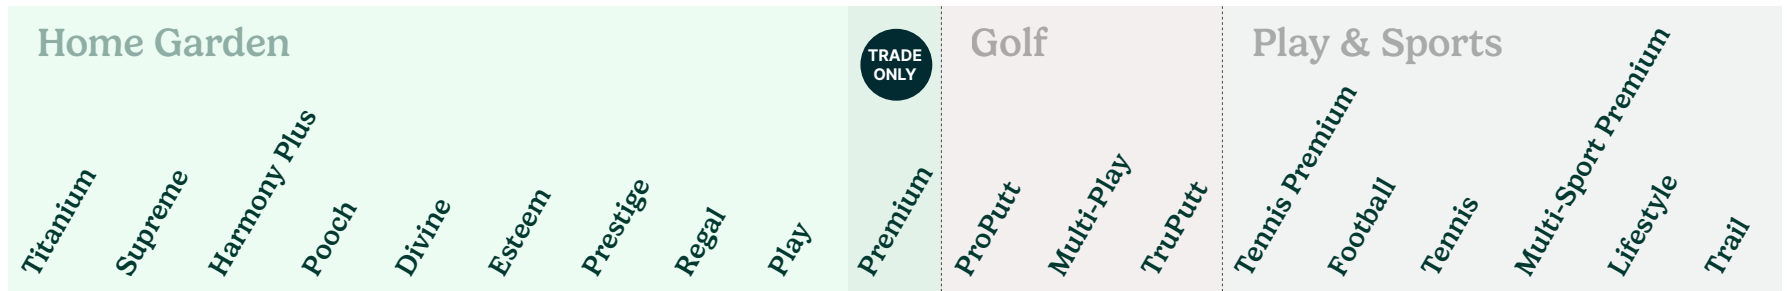 Home Garden
TRADE
ONLY
Golf
Play & Sports
Titanium
Supreme
Harmony Plus
Pooch
Divine
Esteem
Prestige
Regal
Play
Premium
ProPutt
Multi-Play
TruPutt
Tennis Premium
Football
Tennis
Multi-Sport Premium
Lifestyle
Trail